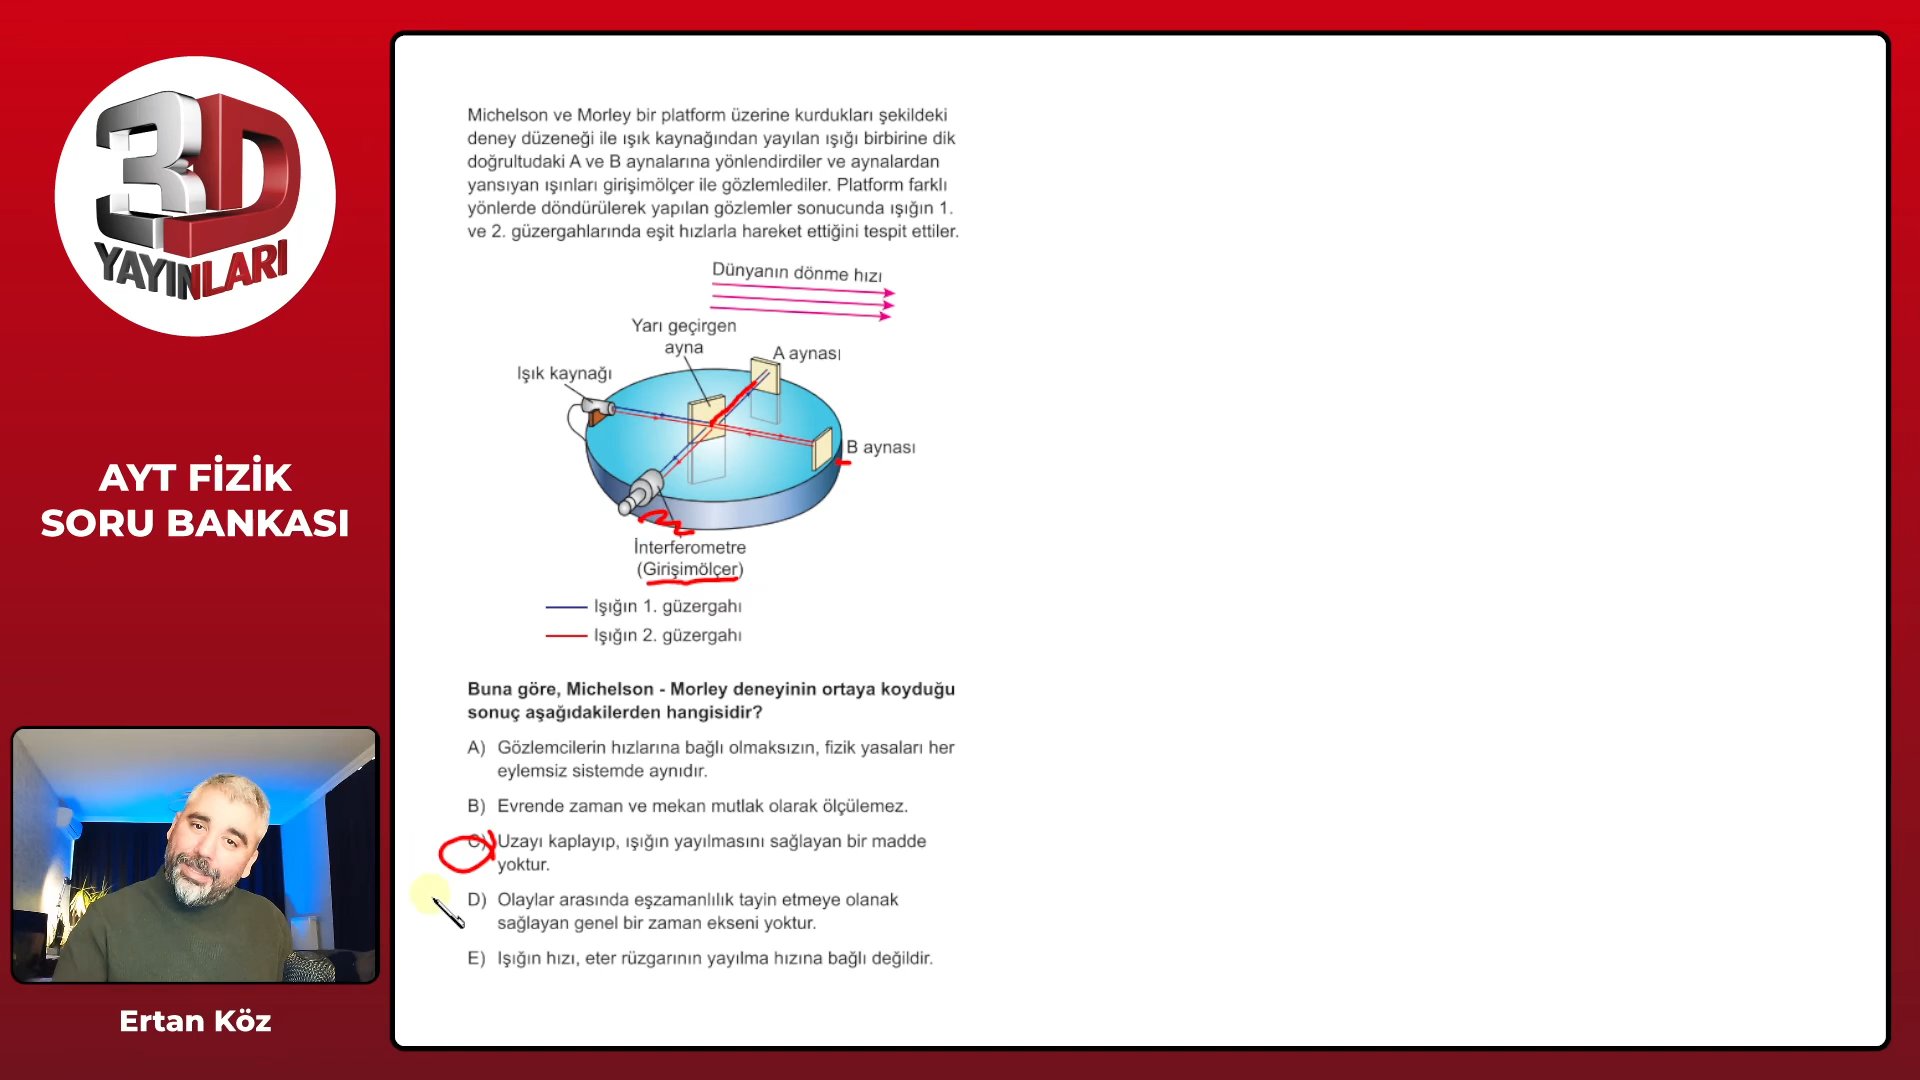 3D
YAYINLARI
AYT FİZİK
SORU BANKASI
Ertan Köz
Michelson ve Morley bir platform üzerine kurdukları şekildeki
deney düzeneği ile ışık kaynağından yayılan ışığı birbirine dik
doğrultudaki A ve B aynalarına yönlendirdiler ve aynalardan
yansıyan ışınları girişimölçer ile gözlemlediler. Platform farklı
yönlerde döndürülerek yapılan gözlemler sonucunda ışığın 1.
ve 2. güzergahlarında eşit hızlarla hareket ettiğini tespit ettiler.
Dünyanın dönme hızı
Yarı geçirgen
ayna
A aynası
Işık kaynağı
B aynası
İnterferometre
(Girişimölçer)
Işığın 1. güzergahı
Işığın 2. güzergahı
Buna göre, Michelson - Morley deneyinin ortaya koyduğu
sonuç aşağıdakilerden hangisidir?
A) Gözlemcilerin hızlarına bağlı olmaksızın, fizik yasaları her
eylemsiz sistemde aynıdır.
B) Evrende zaman ve mekan mutlak olarak ölçülemez.
C) Uzayı kaplayıp, ışığın yayılmasını sağlayan bir madde
yoktur.
D) Olaylar arasında eşzamanlılık tayin etmeye olanak
sağlayan genel bir zaman ekseni yoktur.
E) Işığın hızı, eter rüzgarının yayılma hızına bağlı değildir.